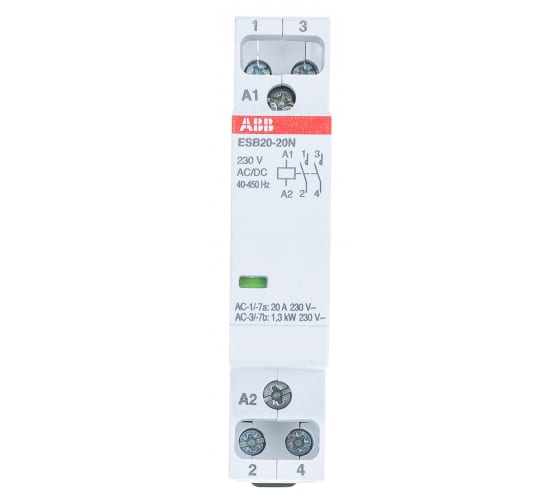 1 3
A1
ABB
ESB20-20N
230 V
AC/DC
40-450 Hz
A1 1 3
A2 2 4
AC-1/-7a: 20 A 230 V~
AC-3/-7b: 1,3 kW 230 V~
A2
2 4